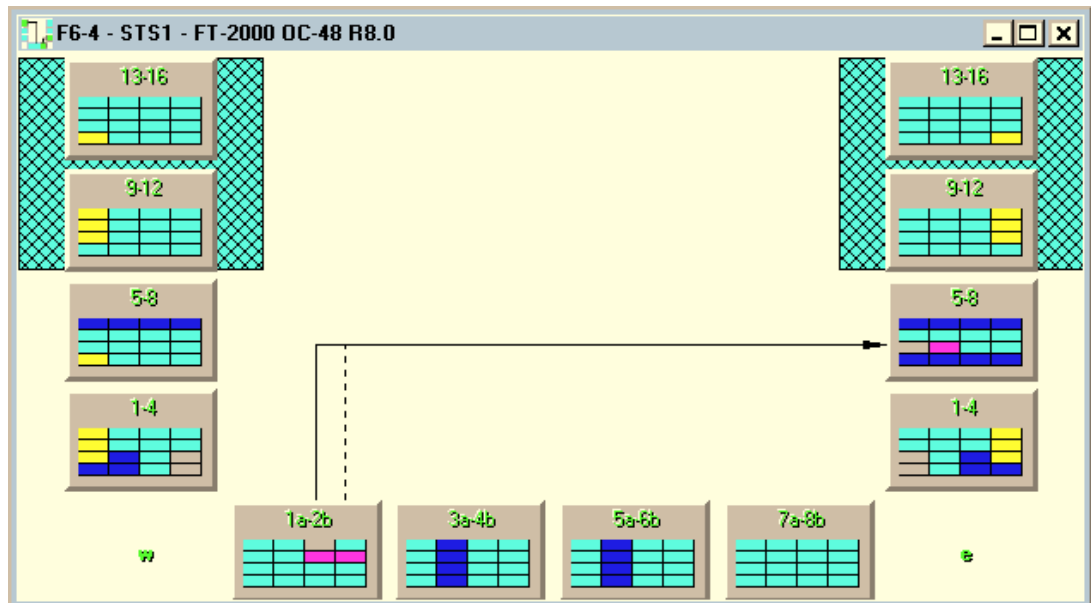 F6-4 - STS1 - FT-2000 OC-48 R8.0
13-16
13-16
9-12
9-12
5-8
5-8
1-4
1-4
1a-2b
3a-4b
5a-6b
7a-8b
w
e